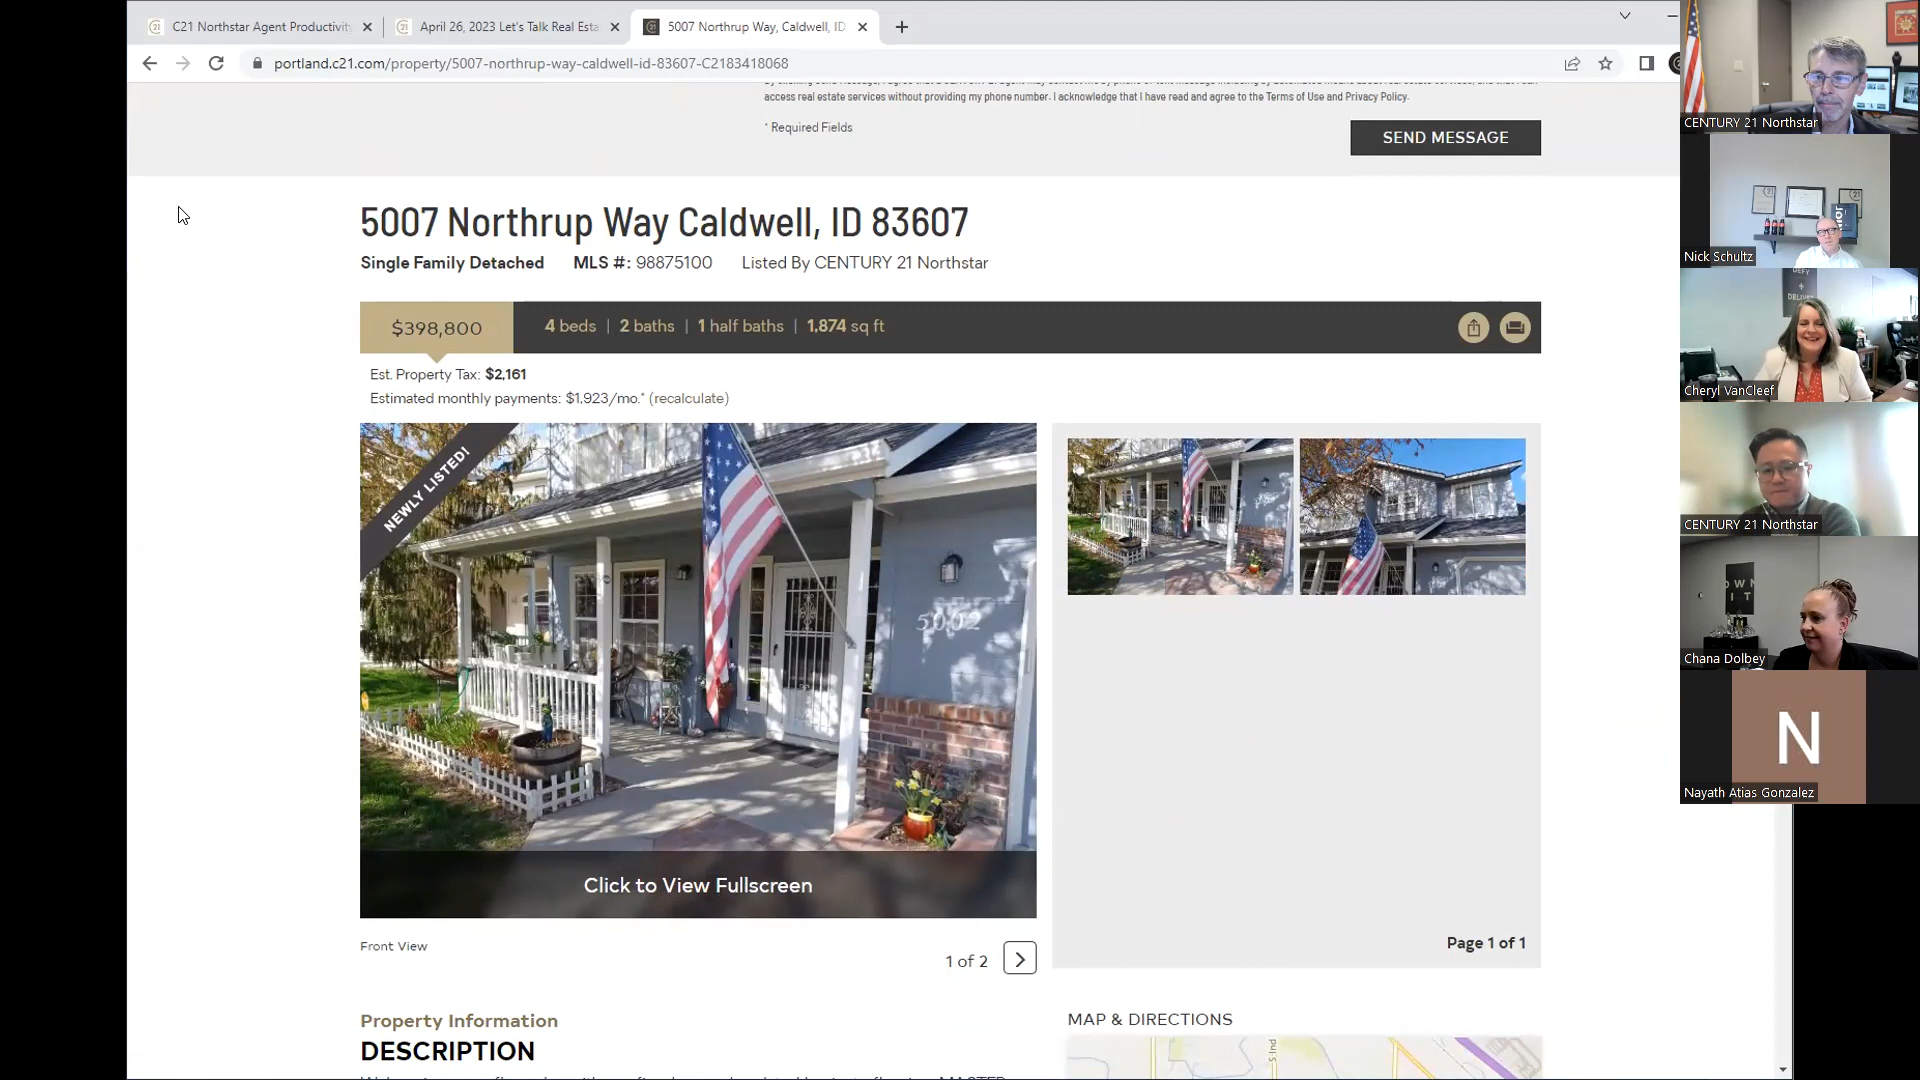 C21 Northstar Agent Productivity
April 26, 2023 Let's Talk Real Esta
5007 Northrup Way, Caldwell, ID
portland.c21.com/property/5007-northrup-way-caldwell-id-83607-C2183418068
access real estate services without providing my phone number. I acknowledge that I have read and agree to the Terms of Use and Privacy Policy.
* Required Fields
SEND MESSAGE
5007 Northrup Way Caldwell, ID 83607
Single Family Detached MLS #: 98875100 Listed By CENTURY 21 Northstar
$398,800 4 beds | 2 baths | 1 half baths | 1,874 sq ft
Est. Property Tax: $2,161
Estimated monthly payments: $1,923/mo.* (recalculate)
NEWLY LISTED!
5002
Click to View Fullscreen
Front View
1 of 2
Page 1 of 1
Property Information
DESCRIPTION
MAP & DIRECTIONS
S Ind
CENTURY 21 Northstar
Nick Schultz
DEFY
+
DELIVER
Cheryl VanCleef
CENTURY 21 Northstar
OWN
IT
Chana Dolbey
N
Nayath Atias Gonzalez